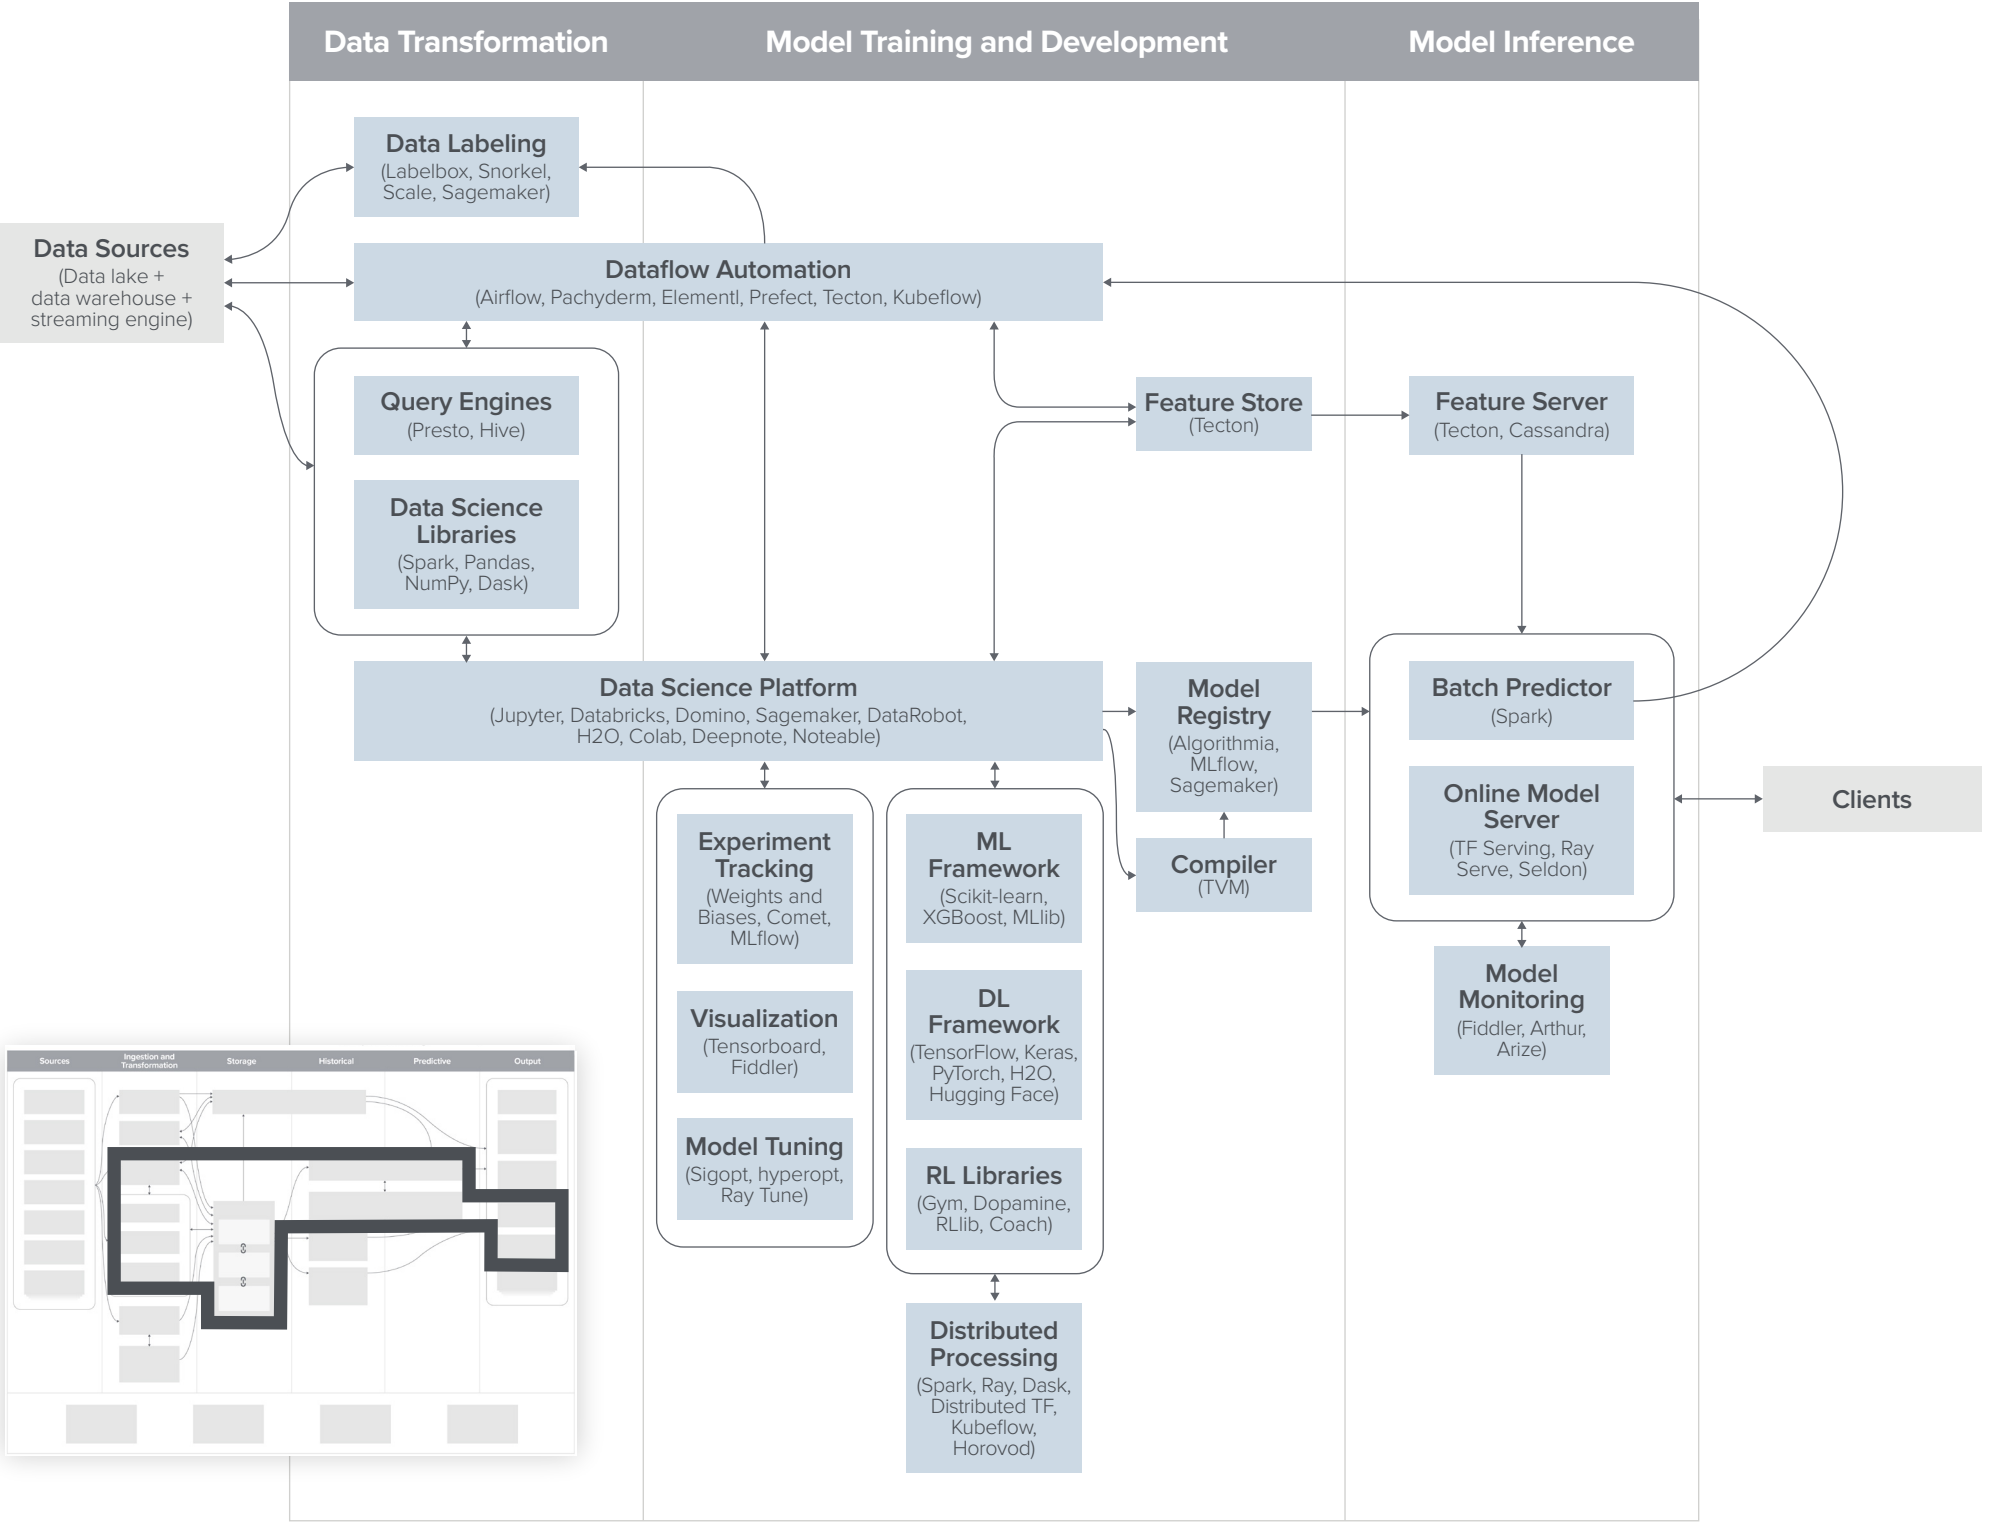 Data Transformation
Model Training and Development
Model Inference
Data Labeling
(Labelbox, Snorkel,
Scale, Sagemaker)
Data Sources
(Data lake +
data warehouse +
streaming engine)
Dataflow Automation
(Airflow, Pachyderm, Elementl, Prefect, Tecton, Kubeflow)
Query Engines
(Presto, Hive)
Feature Store
(Tecton)
Feature Server
(Tecton, Cassandra)
Data Science
Libraries
(Spark, Pandas,
NumPy, Dask)
Data Science Platform
(Jupyter, Databricks, Domino, Sagemaker, DataRobot,
H2O, Colab, Deepnote, Noteable)
Model
Registry
(Algorithmia,
MLflow,
Sagemaker)
Batch Predictor
(Spark)
Online Model
Server
(TF Serving, Ray
Serve, Seldon)
Clients
Experiment
Tracking
(Weights and
Biases, Comet,
MLflow)
ML
Framework
(Scikit-learn,
XGBoost, MLlib)
Compiler
(TVM)
Model
Monitoring
(Fiddler, Arthur,
Arize)
Visualization
(Tensorboard,
Fiddler)
DL
Framework
(TensorFlow, Keras,
PyTorch, H2O,
Hugging Face)
Model Tuning
(Sigopt, hyperopt,
Ray Tune)
RL Libraries
(Gym, Dopamine,
RLlib, Coach)
Distributed
Processing
(Spark, Ray, Dask,
Distributed TF,
Kubeflow,
Horovod)
Sources
Ingestion and
Transformation
Storage
Historical
Predictive
Output